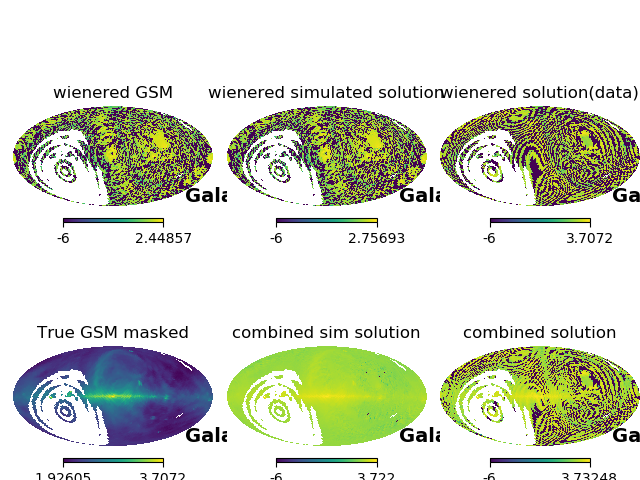 wienered GSM wienered simulated solution wienered solution(data)
Gala Gala Ga
-6 2.44857 -6 2.75693 -6 3.7072
True GSM masked combined sim solution combined solution
Gala Gala Ga
1.92605 3.7072 -6 3.722 -6 3.73248